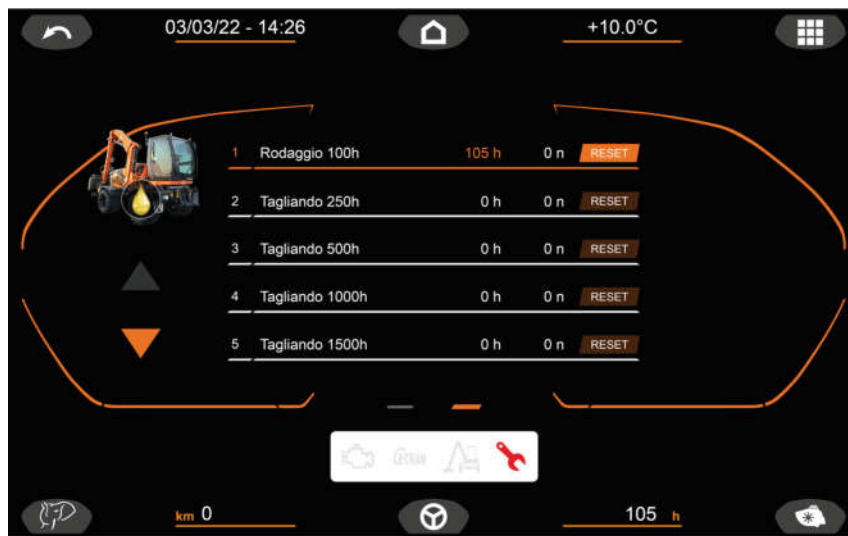 03/03/22 - 14:26 +10.0°C
1 Rodaggio 100h 105 h 0 n RESET
2 Tagliando 250h 0 h 0 n RESET
3 Tagliando 500h 0 h 0 n RESET
4 Tagliando 1000h 0 h 0 n RESET
5 Tagliando 1500h 0 h 0 n RESET
km 0 105 h